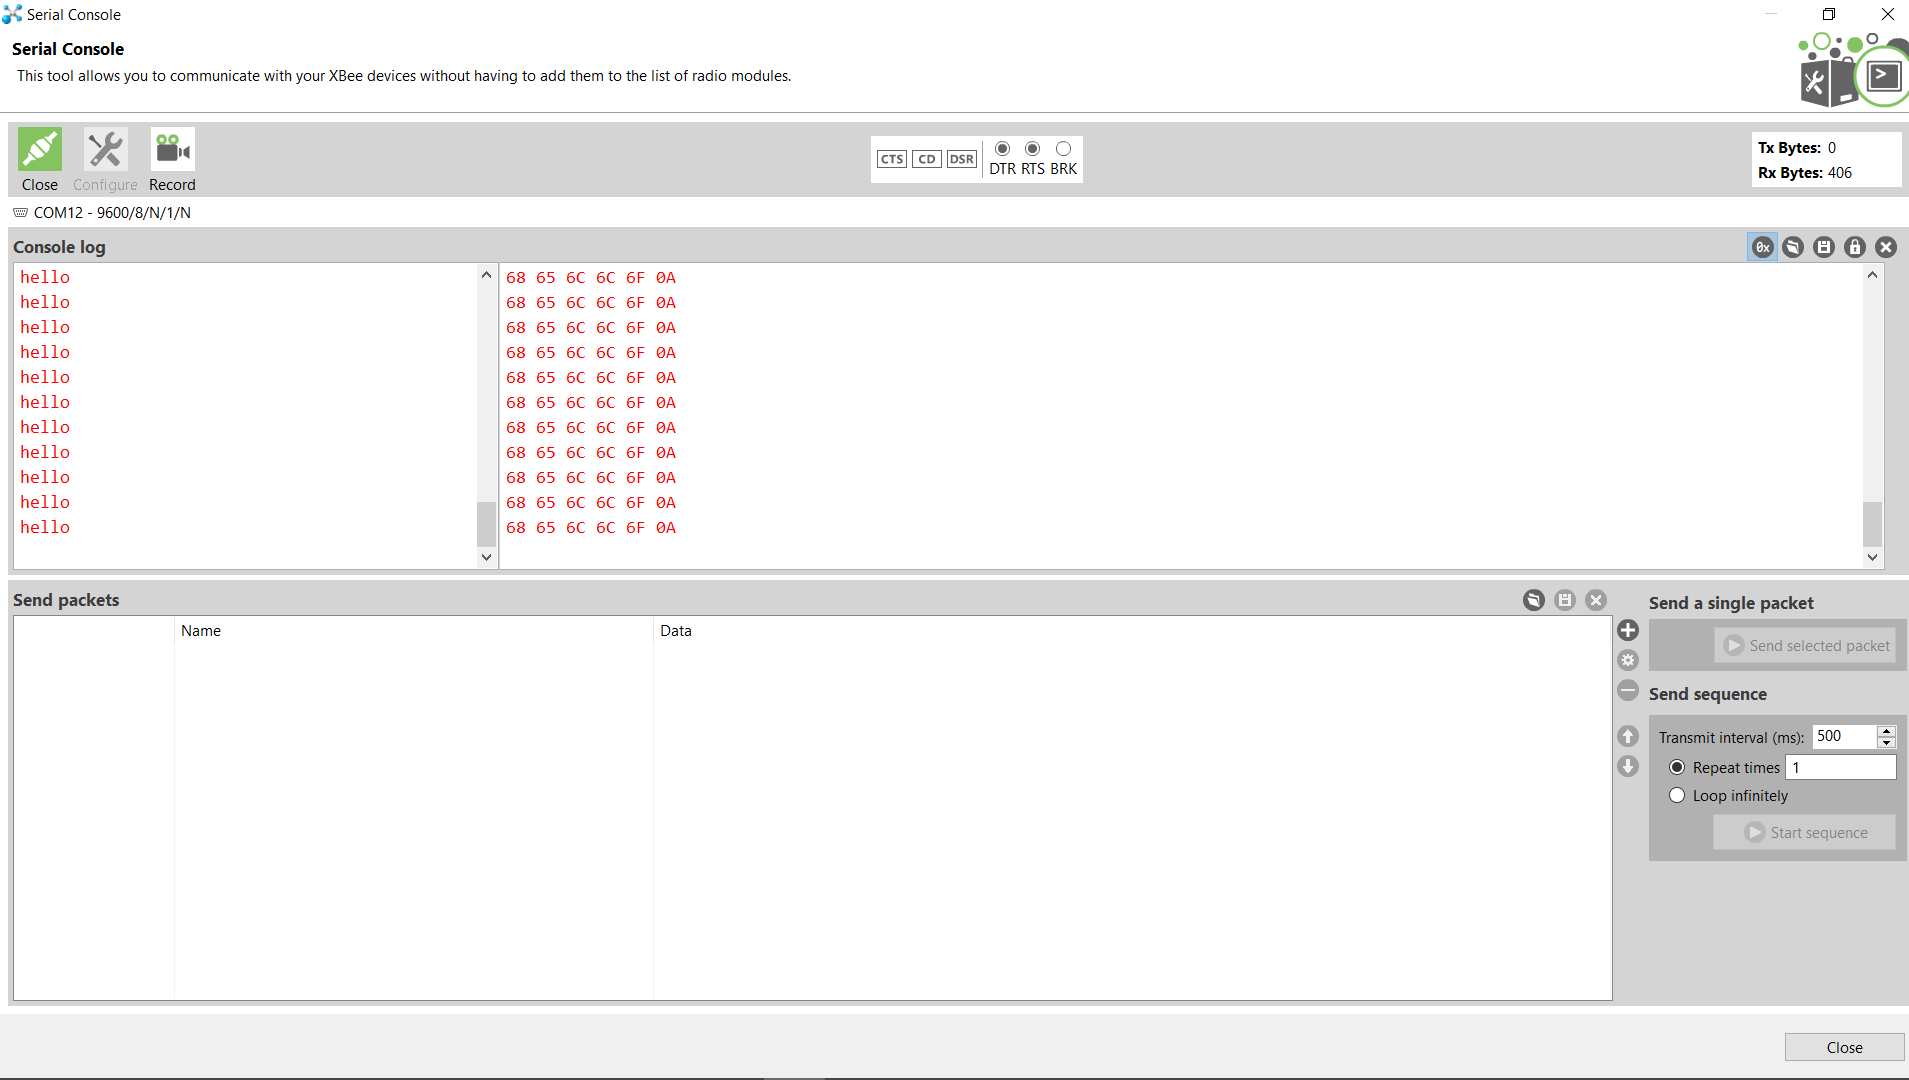 Serial Console
Serial Console
This tool allows you to communicate with your XBee devices without having to add them to the list of radio modules.
Close Configure Record
CTS CD DSR DTR RTS BRK
Tx Bytes: 0
Rx Bytes: 406
COM12 - 9600/8/N/1/N
Console log
0x
hello 68 65 6C 6C 6F 0A
hello 68 65 6C 6C 6F 0A
hello 68 65 6C 6C 6F 0A
hello 68 65 6C 6C 6F 0A
hello 68 65 6C 6C 6F 0A
hello 68 65 6C 6C 6F 0A
hello 68 65 6C 6C 6F 0A
hello 68 65 6C 6C 6F 0A
hello 68 65 6C 6C 6F 0A
hello 68 65 6C 6C 6F 0A
hello 68 65 6C 6C 6F 0A
Send packets
Name Data
Send a single packet
Send selected packet
Send sequence
Transmit interval (ms): 500
Repeat times 1
Loop infinitely
Start sequence
Close